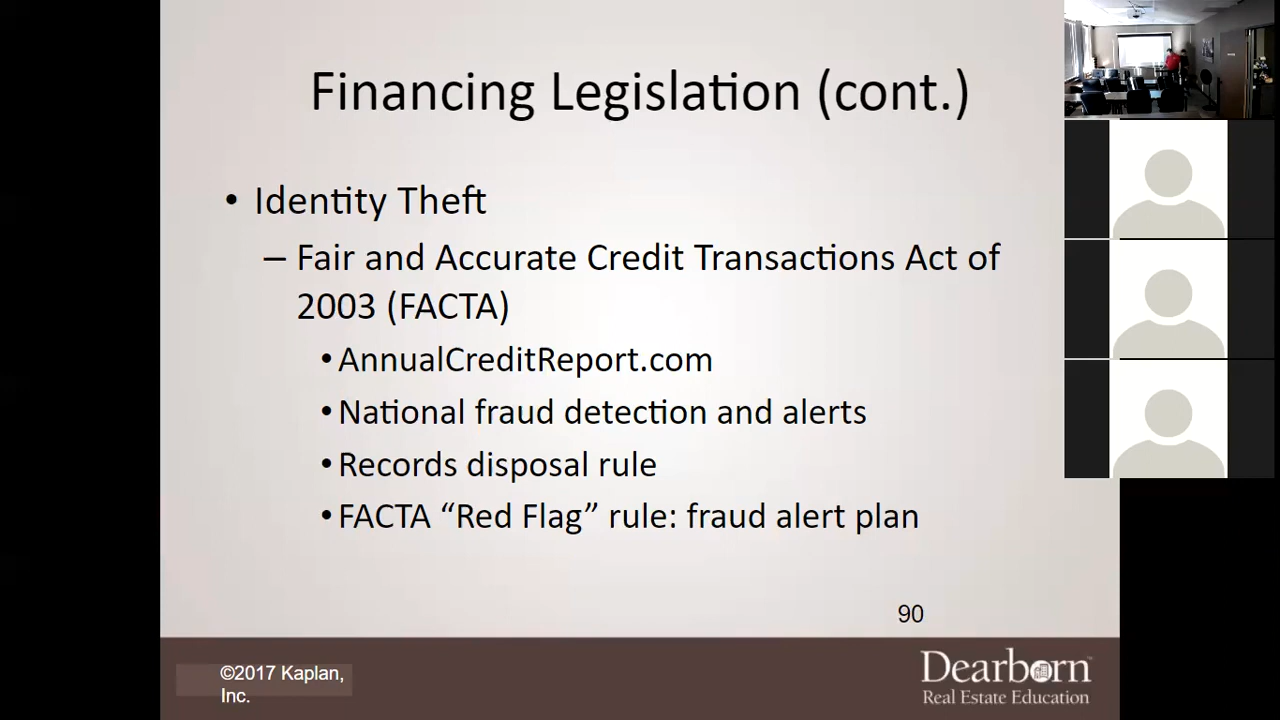 Financing Legislation (cont.)
• Identity Theft
– Fair and Accurate Credit Transactions Act of
2003 (FACTA)
• AnnualCreditReport.com
• National fraud detection and alerts
• Records disposal rule
• FACTA “Red Flag” rule: fraud alert plan
90
©2017 Kaplan,
Inc.
Dearborn™
Real Estate Education